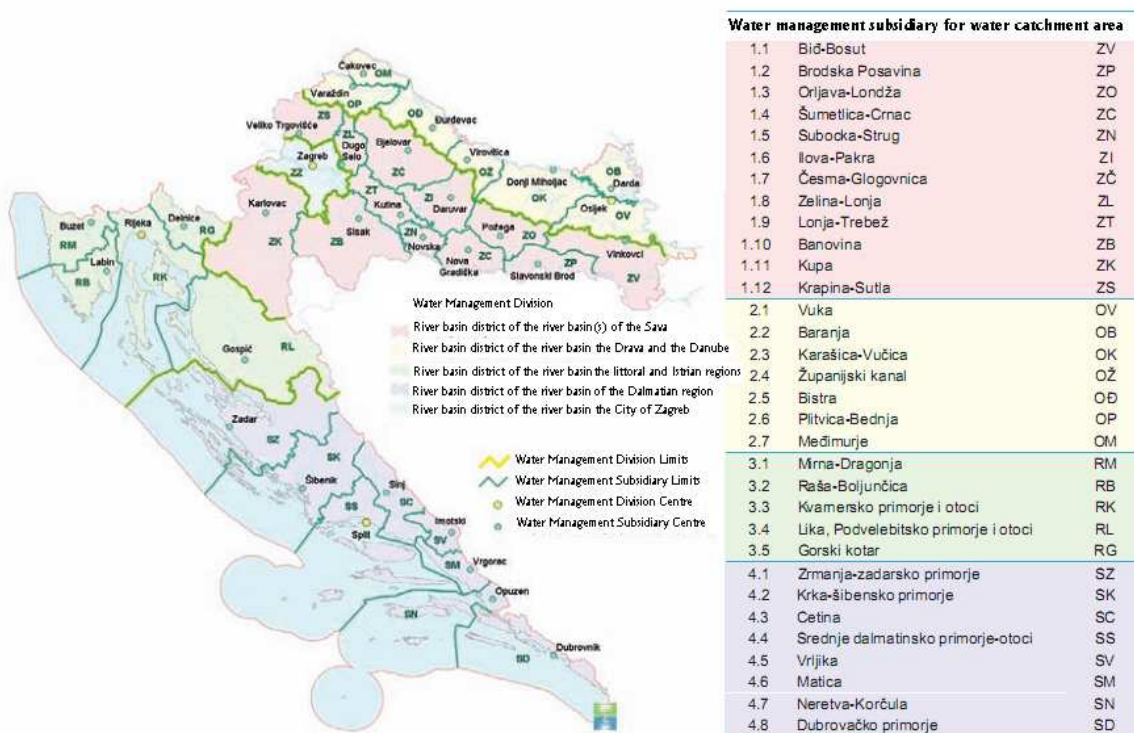 Čakovec
OM
Varaždin
OP
ZS
OĐ
Đurđevac
Veliko Trgovišće
ZL
Dugo
Selo
Bjelovar
Virovitica
Zagreb
ZČ
OŽ
Donji Miholjac
OB
Darda
ZZ
OK
Osijek
ZT
ZI
Daruvar
OV
Buzet
Rijeka
Delnice
RG
Karlovac
Kutina
Sisak
ZN
Novska
Požega
ZO
Vinkovci
RM
ZK
ZB
Nova
Gradiška
ZC
ZP
Slavonski Brod
ZV
Labin
RB
RK
Gospić
RL
Zadar
SZ
SK
Šibenik
Sinj
SC
SS
Split
Imotski
SV
Vrgorec
SM
Opuzen
SN
Dubrovnik
SD
Water Management Division
River basin district of the river basin(s) of the Sava
River basin district of the river basin the Drava and the Danube
River basin district of the river basin the littoral and Istrian regions
River basin district of the river basin of the Dalmatian region
River basin district of the river basin the City of Zagreb
Water Management Division Limits
Water Management Subsidiary Limits
Water Management Division Centre
Water Management Subsidiary Centre
Water management subsidiary for water catchment area
1.1 Biđ-Bosut ZV
1.2 Brodska Posavina ZP
1.3 Orljava-Londža ZO
1.4 Šumetlica-Crnac ZC
1.5 Subocka-Strug ZN
1.6 Ilova-Pakra ZI
1.7 Česma-Glogovnica ZČ
1.8 Zelina-Lonja ZL
1.9 Lonja-Trebež ZT
1.10 Banovina ZB
1.11 Kupa ZK
1.12 Krapina-Sutla ZS
2.1 Vuka OV
2.2 Baranja OB
2.3 Karašica-Vučica OK
2.4 Županijski kanal OŽ
2.5 Bistra OĐ
2.6 Plitvica-Bednja OP
2.7 Međimurje OM
3.1 Mirna-Dragonja RM
3.2 Raša-Boljunčica RB
3.3 Kvarnersko primorje i otoci RK
3.4 Lika, Podvelebitsko primorje i otoci RL
3.5 Gorski kotar RG
4.1 Zrmanja-zadarsko primorje SZ
4.2 Krka-šibensko primorje SK
4.3 Cetina SC
4.4 Srednje dalmatinsko primorje-otoci SS
4.5 Vrljika SV
4.6 Matica SM
4.7 Neretva-Korčula SN
4.8 Dubrovačko primorje SD